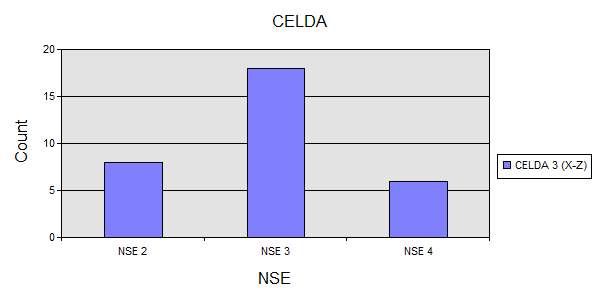 CELDA
20
15
10
5
0
Count
NSE 2
NSE 3
NSE 4
NSE
CELDA 3 (X-Z)